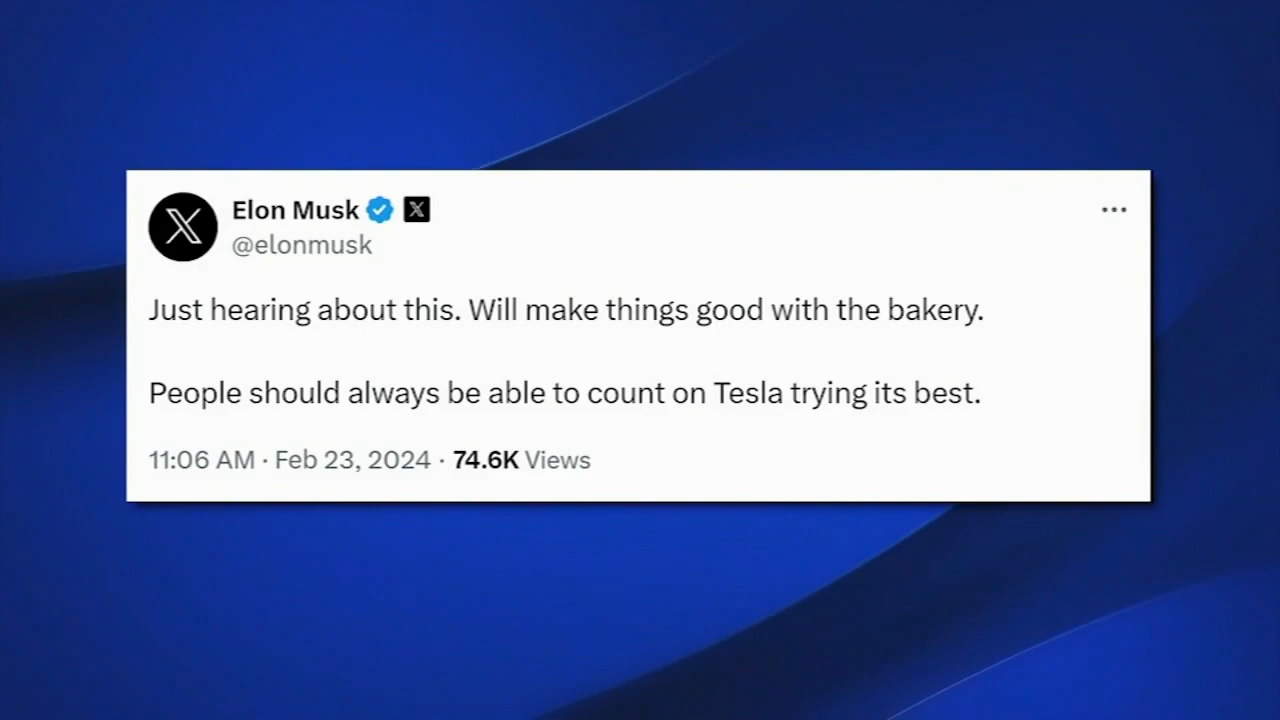 Elon Musk
@elonmusk
Just hearing about this. Will make things good with the bakery.
People should always be able to count on Tesla trying its best.
11:06 AM · Feb 23, 2024 · 74.6K Views